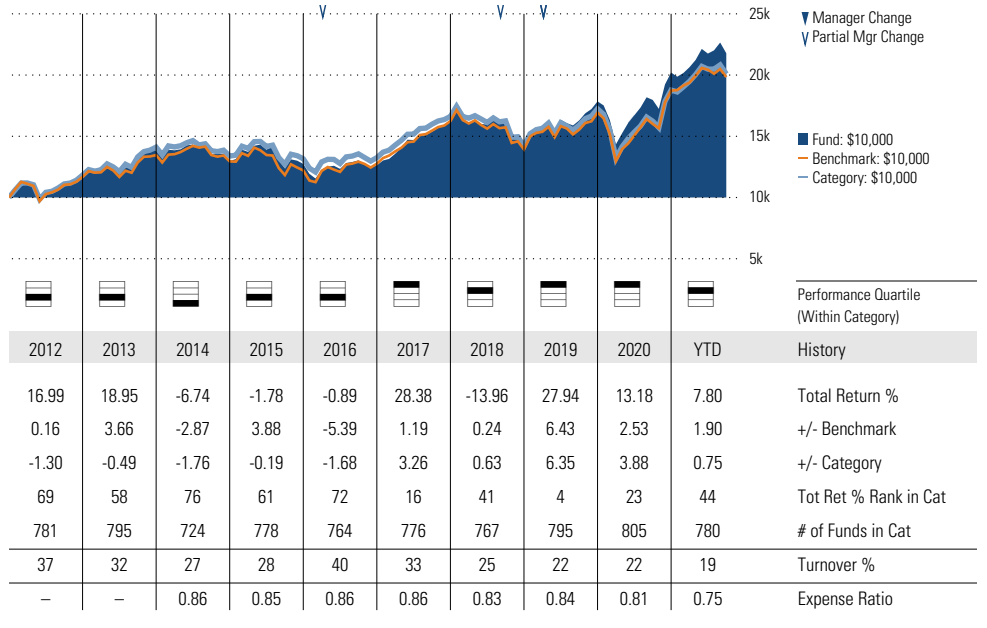 25k
Manager Change
Partial Mgr Change
20k
15k
Fund: $10,000
Benchmark: $10,000
Category: $10,000
10k
5k
Performance Quartile
(Within Category)
2012 2013 2014 2015 2016 2017 2018 2019 2020 YTD History
16.99 18.95 -6.74 -1.78 -0.89 28.38 -13.96 27.94 13.18 7.80 Total Return %
0.16 3.66 -2.87 3.88 -5.39 1.19 0.24 6.43 2.53 1.90 +/- Benchmark
-1.30 -0.49 -1.76 -0.19 -1.68 3.26 0.63 6.35 3.88 0.75 +/- Category
69 58 76 61 72 16 41 4 23 44 Tot Ret % Rank in Cat
781 795 724 778 764 776 767 795 805 780 # of Funds in Cat
37 32 27 28 40 33 25 22 22 19 Turnover %
– – 0.86 0.85 0.86 0.86 0.83 0.84 0.81 0.75 Expense Ratio